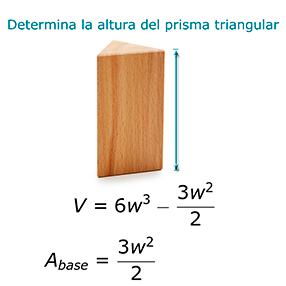 Determina la altura del prisma triangular
V = 6w³ − 3w²/2
A_base = 3w²/2